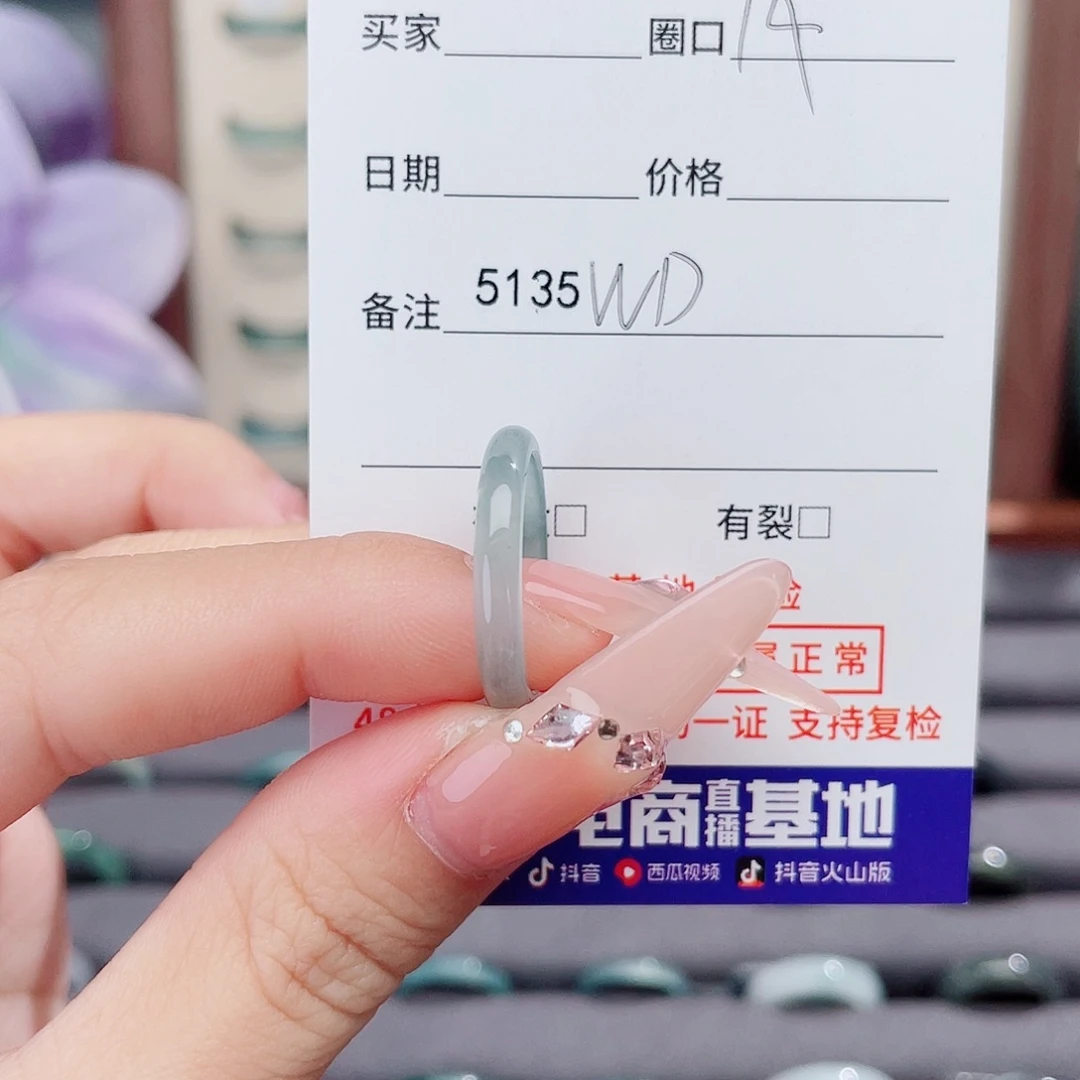 买家 圈口 14
日期 价格
备注 5135WD
有裂□
检
正常
一证 支持复检
电商直播基地
抖音 西瓜视频 抖音火山版